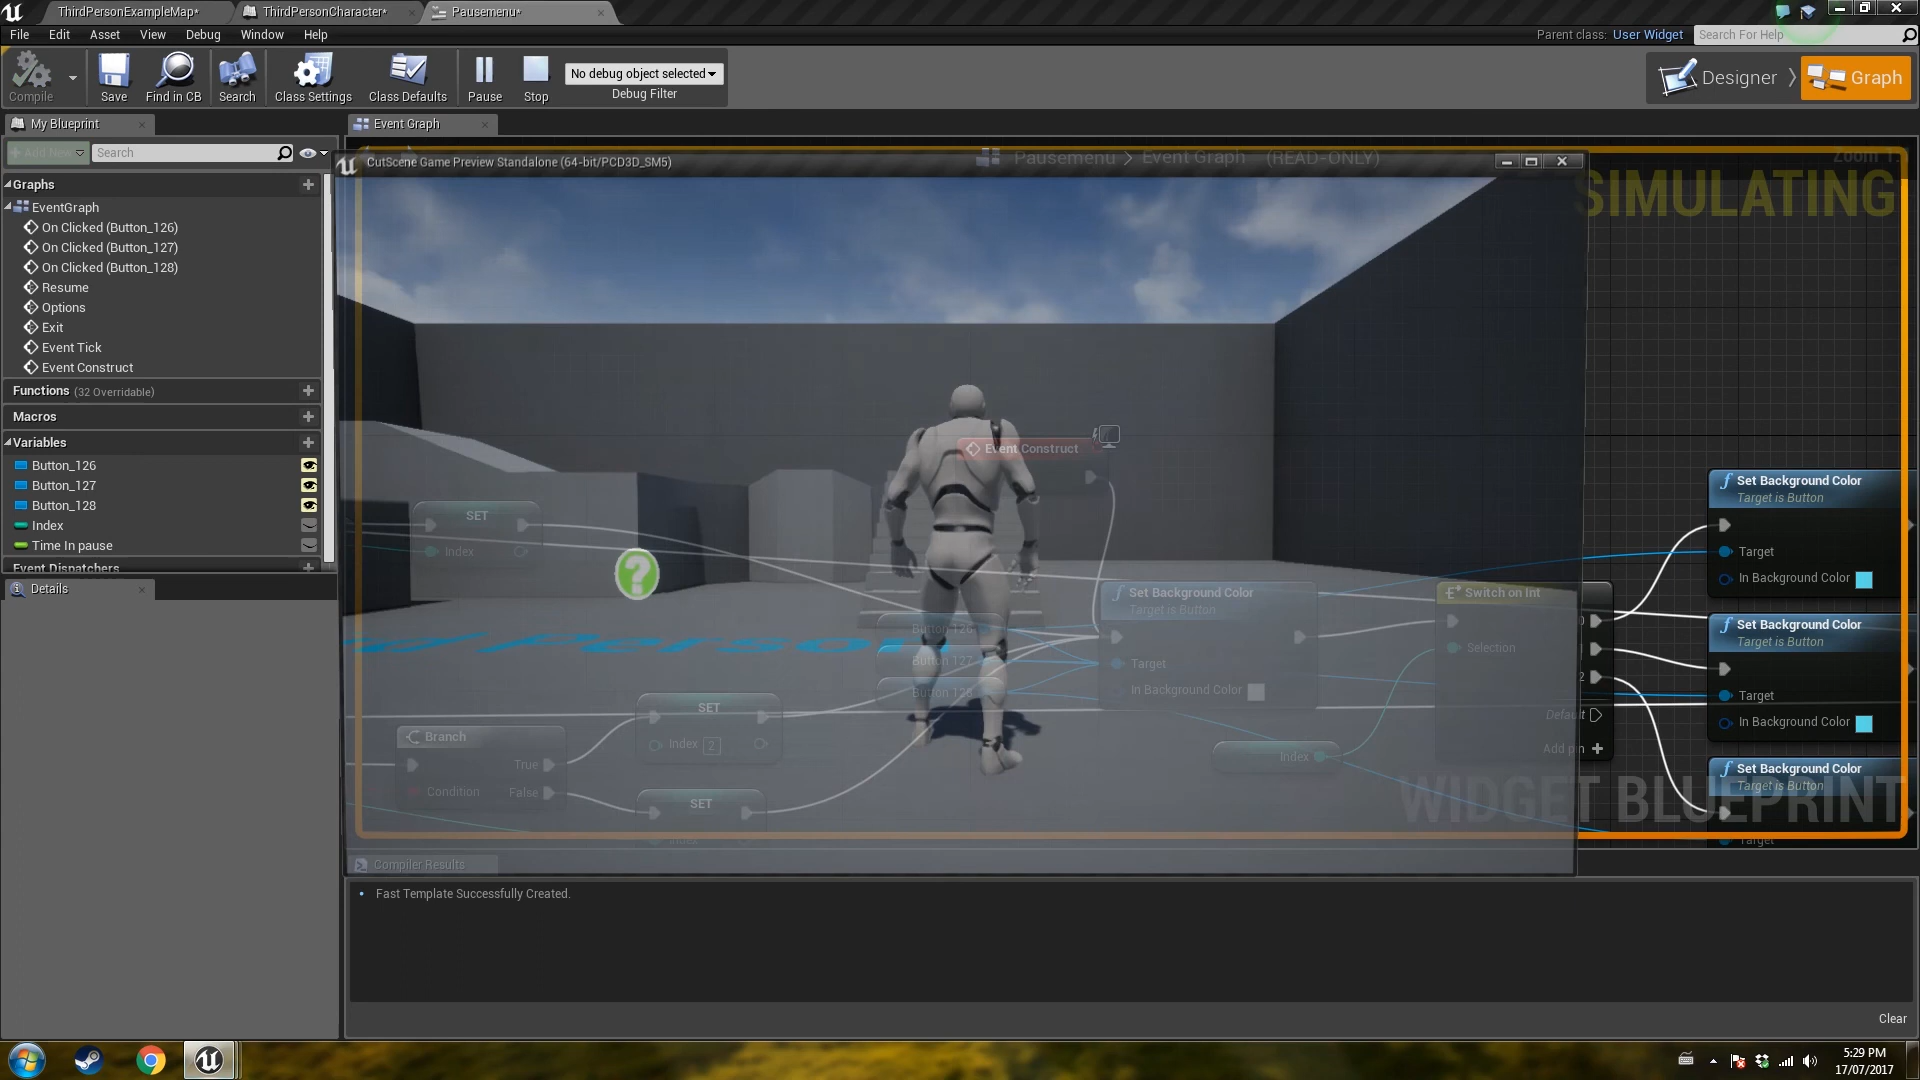 ThirdPersonExampleMap*
ThirdPersonCharacter*
Pausemenu*
File Edit Asset View Debug Window Help
Parent class: User Widget
Search For Help
Compile
Save
Find in CB
Search
Class Settings
Class Defaults
Pause
Stop
No debug object selected
Debug Filter
Designer
Graph
My Blueprint
Event Graph
Add New
Search
CutScene Game Preview Standalone (64-bit/PCD3D_SM5)
Pausemenu > Event Graph (READ-ONLY)
SIMULATING
Graphs
EventGraph
On Clicked (Button_126)
On Clicked (Button_127)
On Clicked (Button_128)
Resume
Options
Exit
Event Tick
Event Construct
Functions (32 Overridable)
Macros
Variables
Button_126
Button_127
Button_128
Index
Time In pause
Event Dispatchers
Details
Event Construct
SET
Index
Set Background Color
Target is Button
Target
In Background Color
Button 126
Button 127
Button 128
Switch on Int
Selection
2
Default
Add pin +
Index
SET
Index 2
Branch
True
Condition
False
SET
Index
Set Background Color
Target is Button
Target
In Background Color
Set Background Color
Target is Button
Target
In Background Color
Set Background Color
Target is Button
Target
WIDGET BLUEPRINT
Compiler Results
• Fast Template Successfully Created.
Clear
5:29 PM
17/07/2017